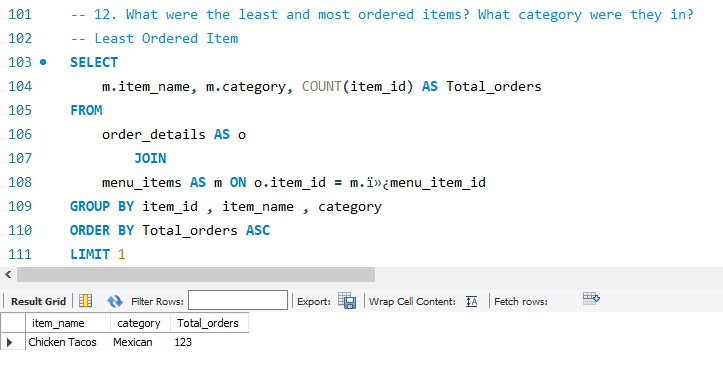 101 -- 12. What were the least and most ordered items? What category were they in?
102 -- Least Ordered Item
103 SELECT
104 m.item_name, m.category, COUNT(item_id) AS Total_orders
105 FROM
106 order_details AS o
107 JOIN
108 menu_items AS m ON o.item_id = m.ï»¿menu_item_id
109 GROUP BY item_id , item_name , category
110 ORDER BY Total_orders ASC
111 LIMIT 1
Result Grid Filter Rows: Export: Wrap Cell Content: IA Fetch rows:
item_name category Total_orders
Chicken Tacos Mexican 123